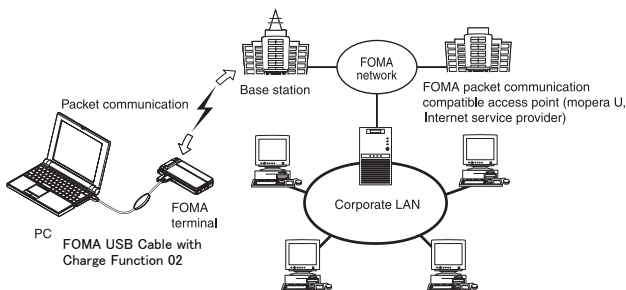 FOMA
network
Base station
FOMA packet communication
compatible access point (mopera U,
Internet service provider)
Packet communication
FOMA
terminal
PC
FOMA USB Cable with
Charge Function 02
Corporate LAN